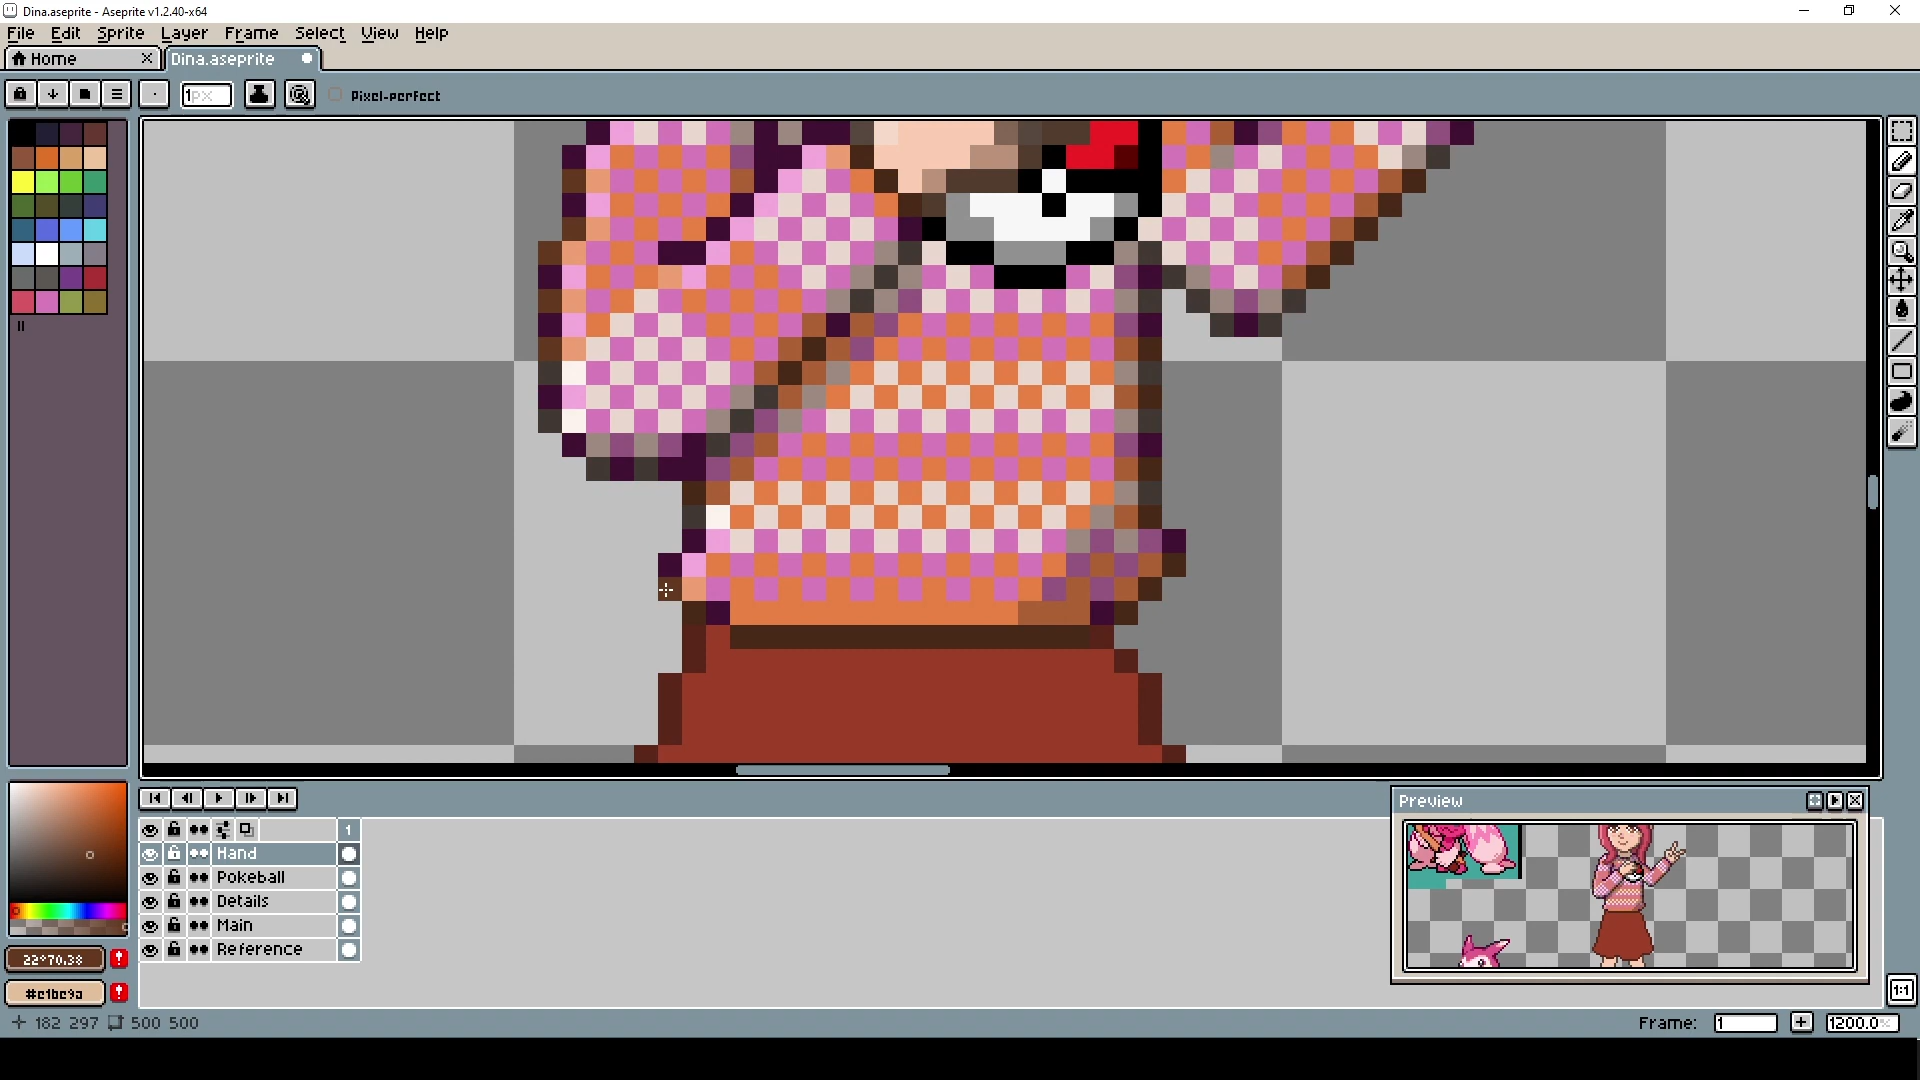 Dina.aseprite - Aseprite v1.2.40-x64
File Edit Sprite Layer Frame Select View Help
Home Dina.aseprite
1px Pixel-perfect
Preview
1
Hand
Pokeball
Details
Main
Reference
22°70.38
#e1bc9a
1:1
182 297 500 500
Frame: 1 1200.0